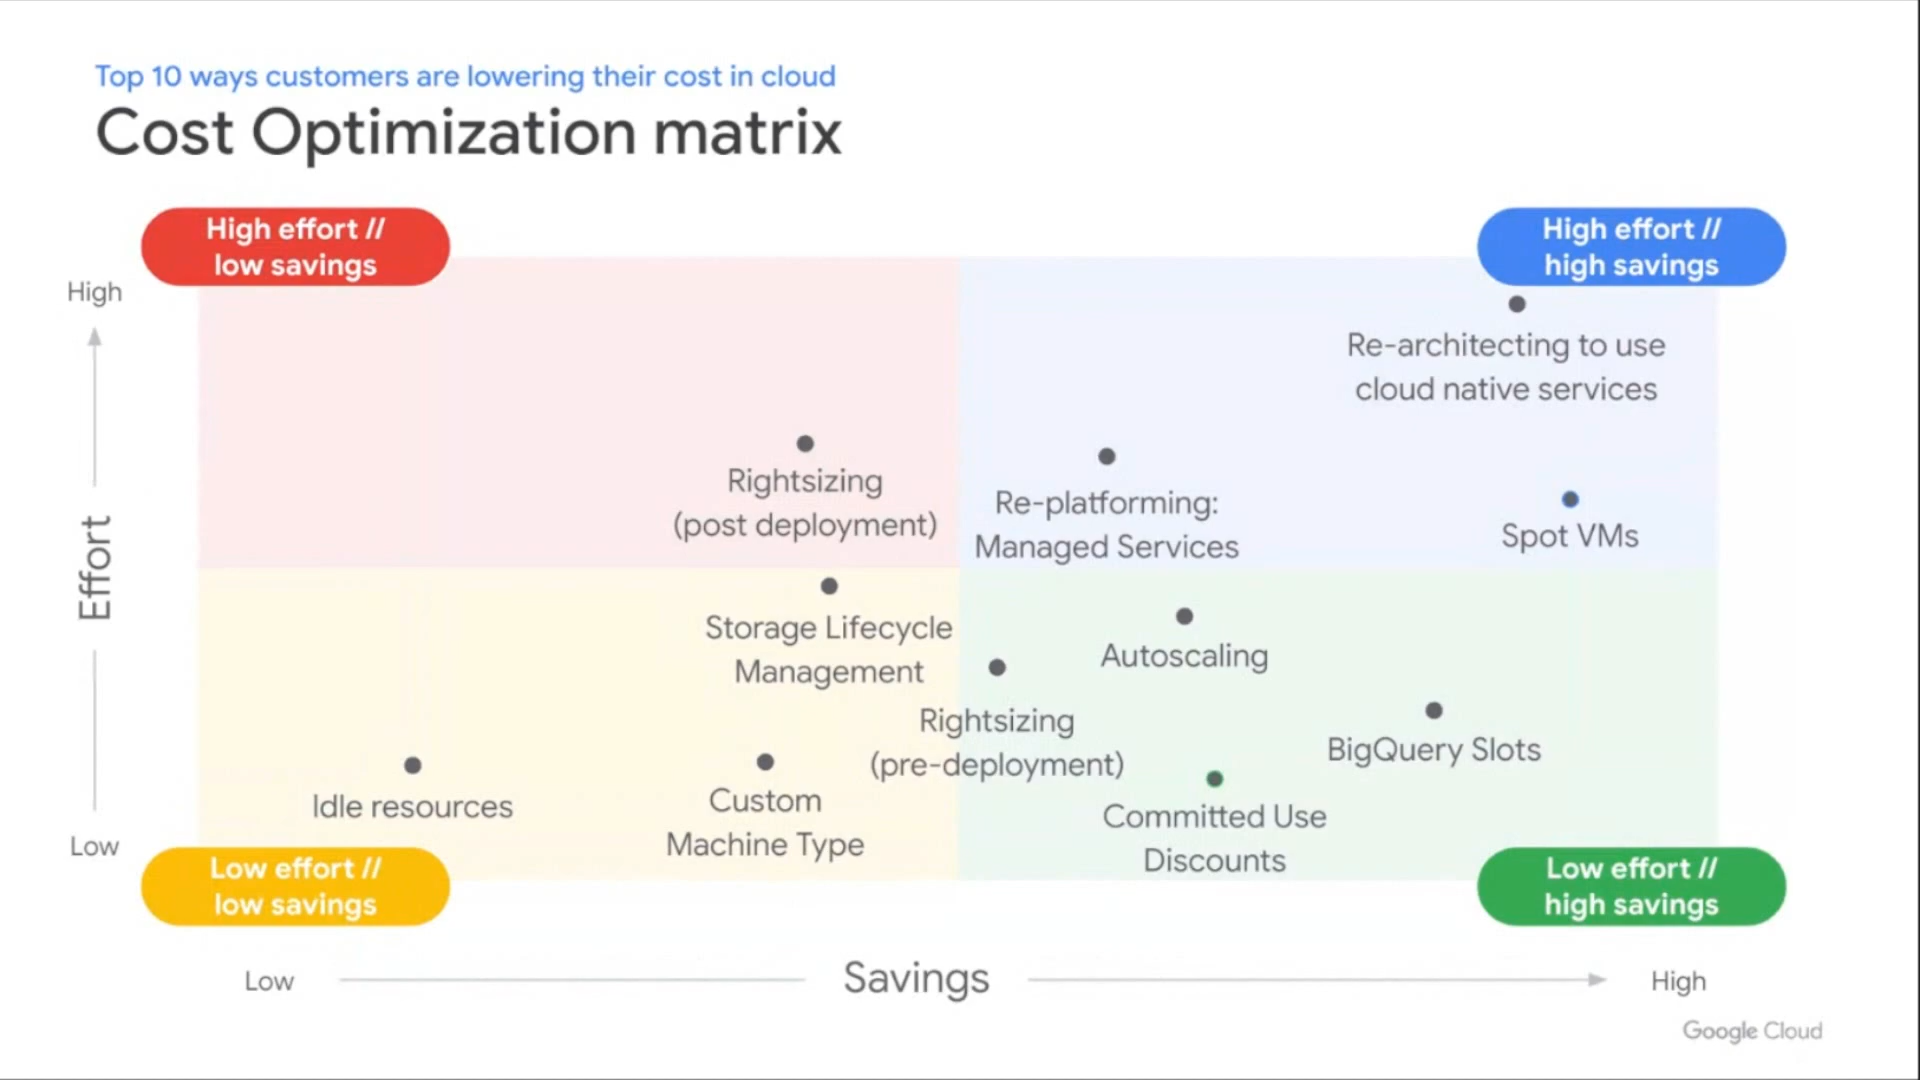 Top 10 ways customers are lowering their cost in cloud
Cost Optimization matrix
High effort //
low savings
High effort //
high savings
High
Re-architecting to use
cloud native services
Rightsizing
(post deployment)
Re-platforming:
Managed Services
Spot VMs
Effort
Storage Lifecycle
Management
Autoscaling
Rightsizing
(pre-deployment)
BigQuery Slots
Idle resources
Custom
Machine Type
Committed Use
Discounts
Low
Low effort //
low savings
Low effort //
high savings
Low
Savings
High
Google Cloud